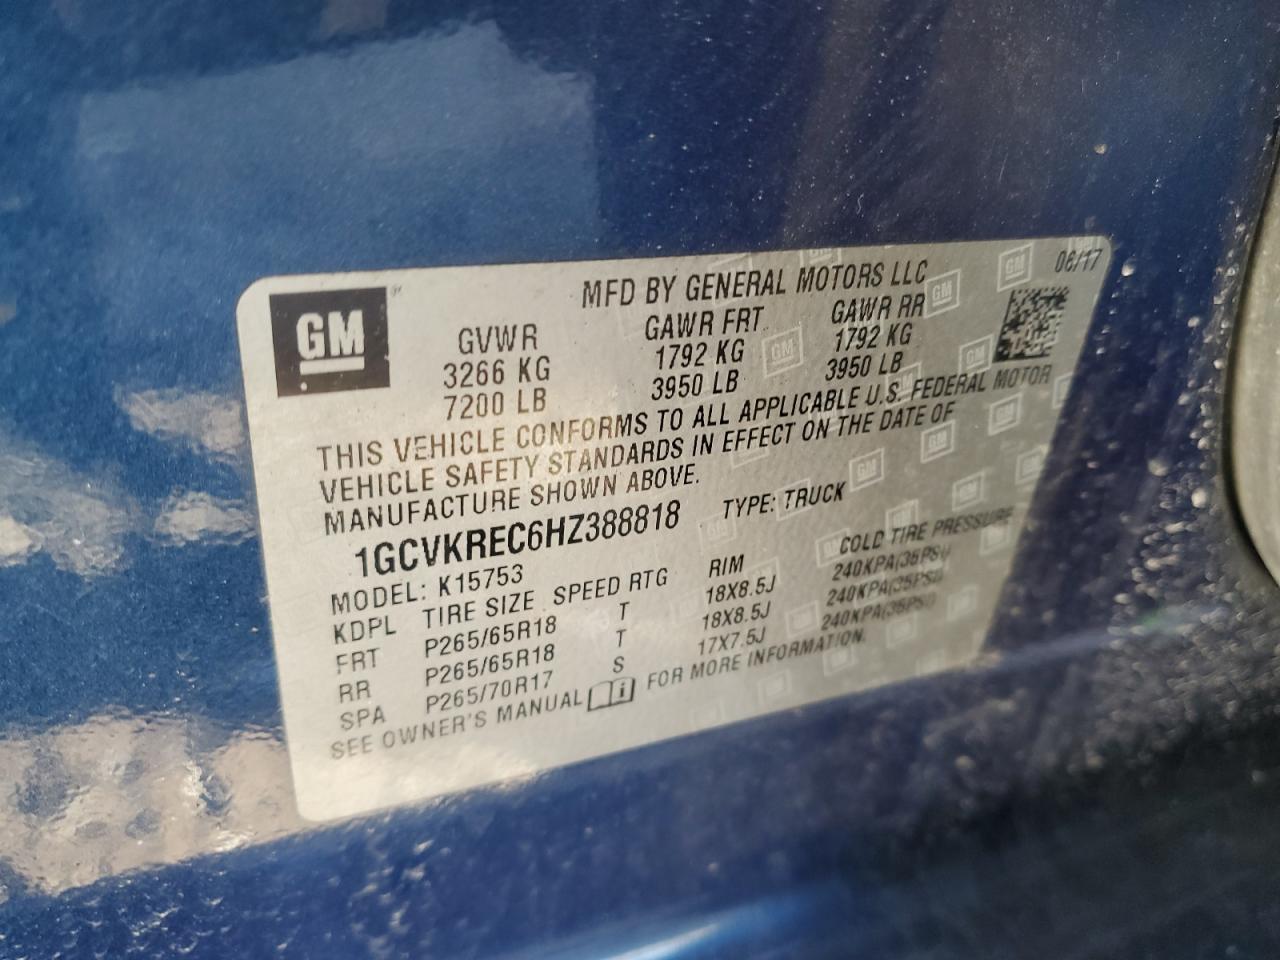 GM
MFD BY GENERAL MOTORS LLC
06/17
GVWR GAWR FRT GAWR RR
3266 KG 1792 KG 1792 KG
7200 LB 3950 LB 3950 LB
THIS VEHICLE CONFORMS TO ALL APPLICABLE U.S. FEDERAL MOTOR
VEHICLE SAFETY STANDARDS IN EFFECT ON THE DATE OF
MANUFACTURE SHOWN ABOVE.
1GCVKREC6HZ388818 TYPE: TRUCK
MODEL: K15753
KDPL TIRE SIZE SPEED RTG RIM COLD TIRE PRESSURE
FRT P265/65R18 T 18X8.5J 240KPA(35PSI)
RR P265/65R18 T 18X8.5J 240KPA(35PSI)
SPA P265/70R17 S 17X7.5J 240KPA(35PSI)
SEE OWNER'S MANUAL FOR MORE INFORMATION.